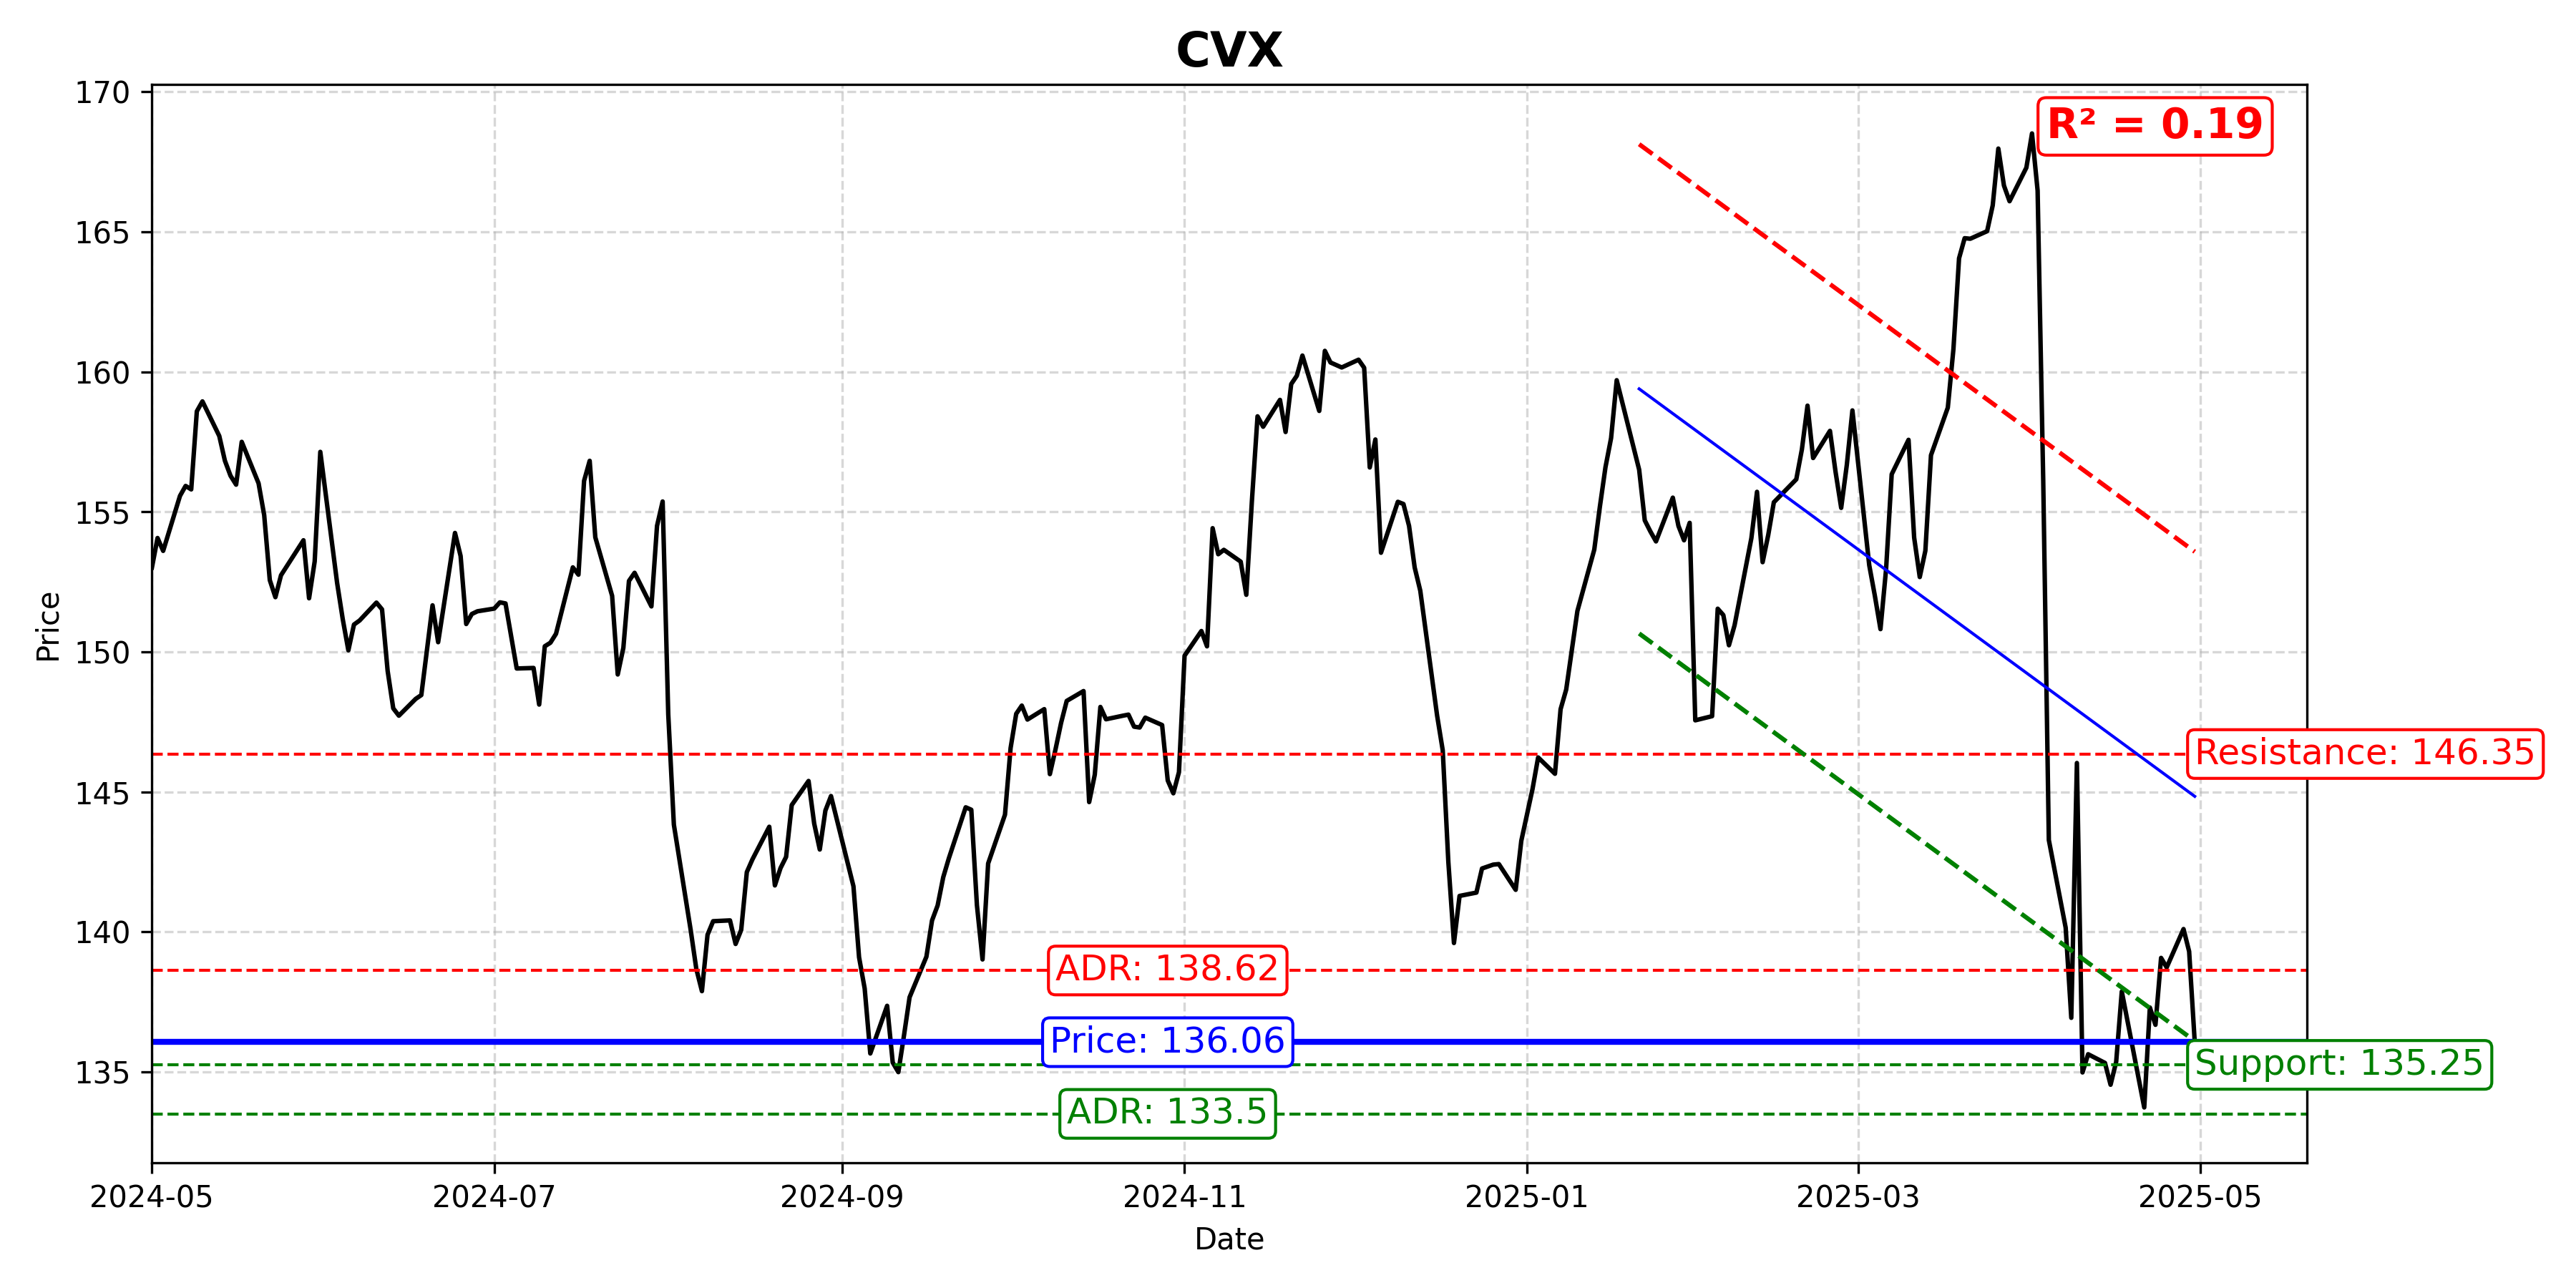 CVX
R² = 0.19
170
165
160
155
150
145
140
135
Price
Resistance: 146.35
ADR: 138.62
Price: 136.06
Support: 135.25
ADR: 133.5
2024-05
2024-07
2024-09
2024-11
2025-01
2025-03
2025-05
Date